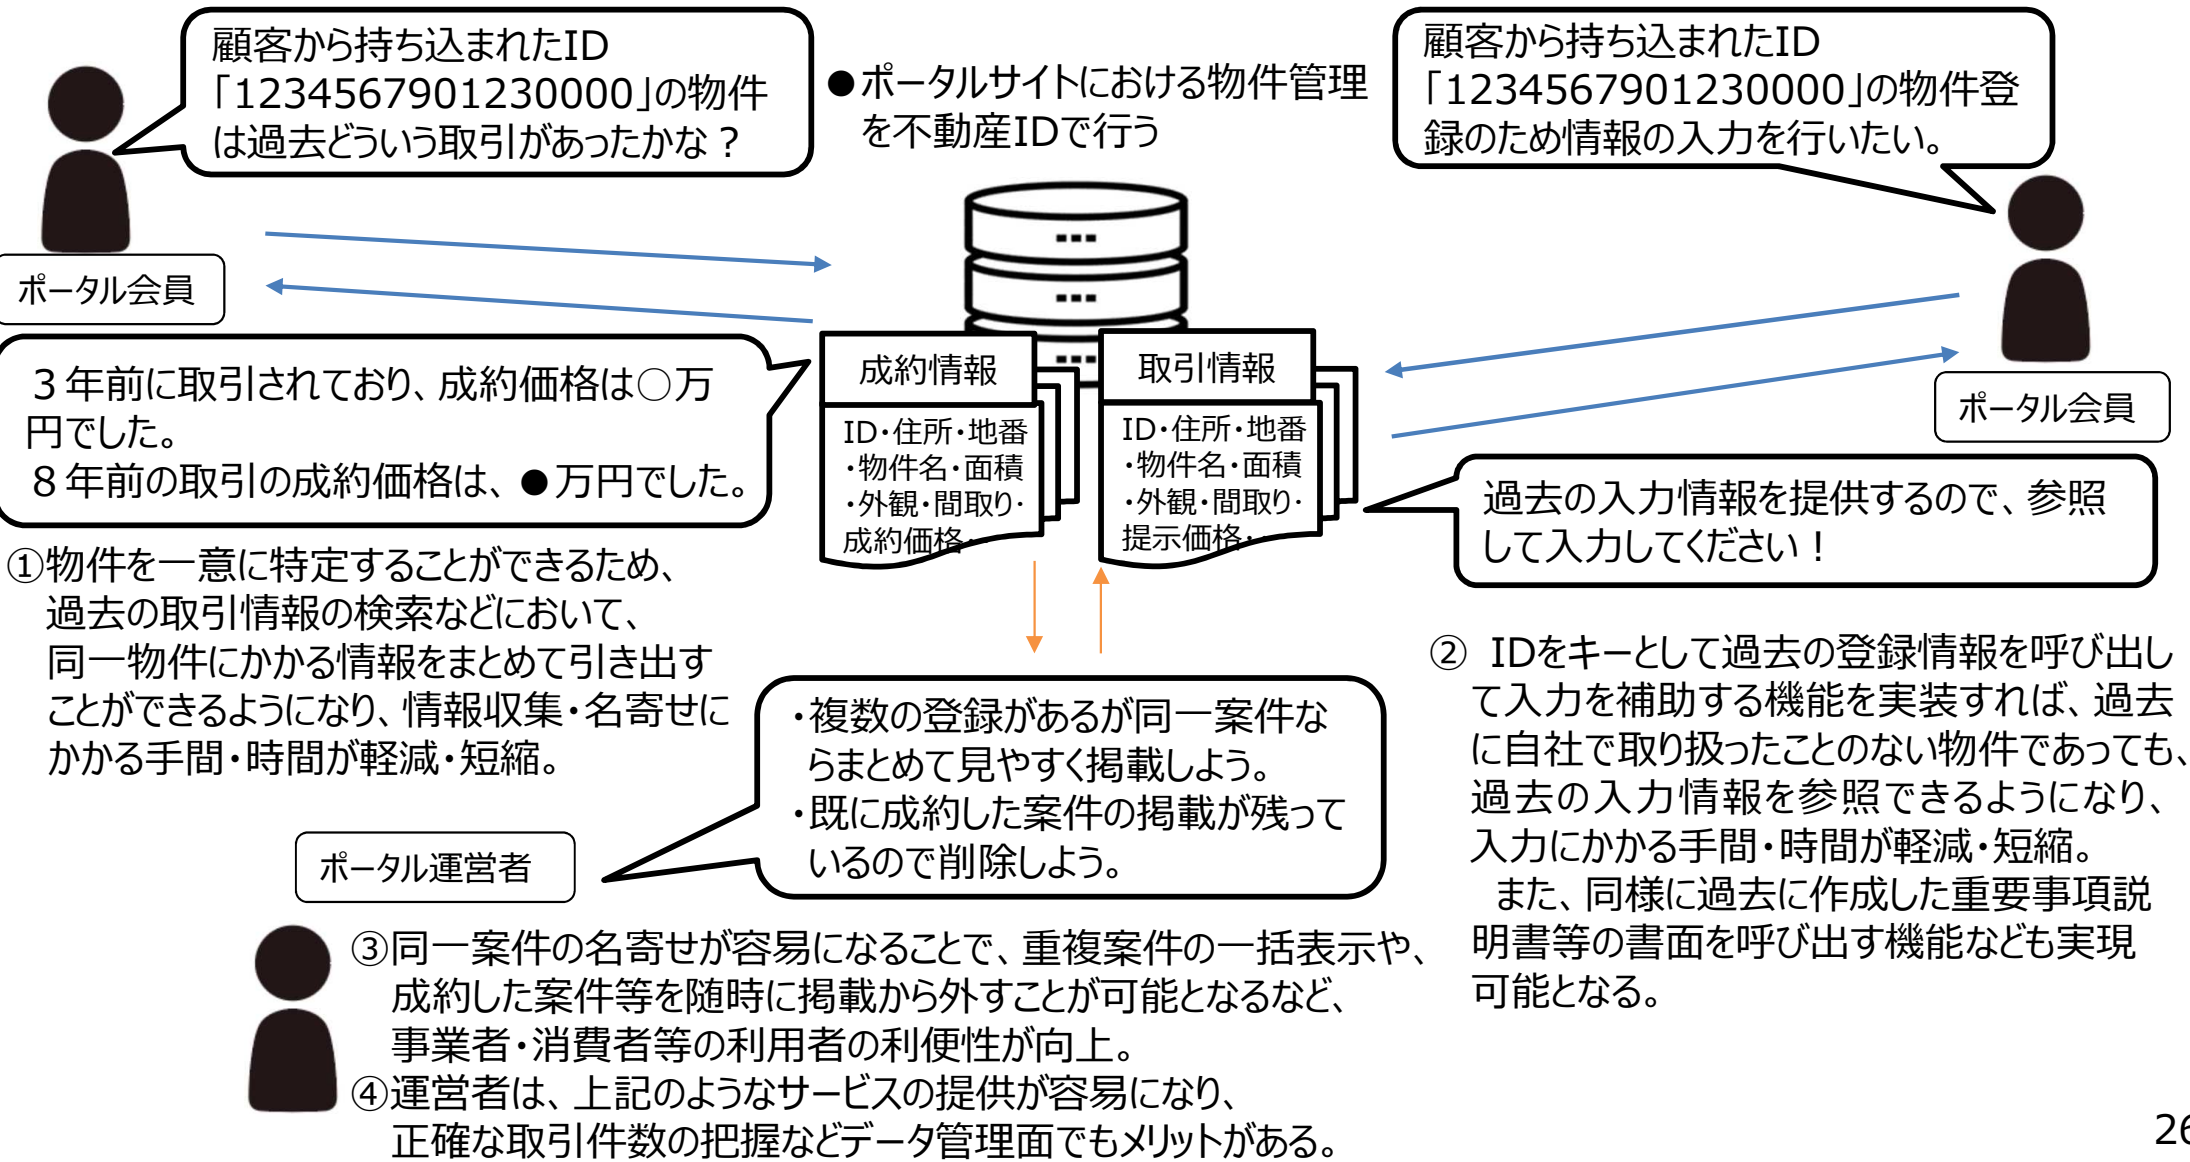 顧客から持ち込まれたID
「1234567901230000」の物件
は過去どういう取引があったかな？
●ポータルサイトにおける物件管理
を不動産IDで行う
顧客から持ち込まれたID
「1234567901230000」の物件登
録のため情報の入力を行いたい。
ポータル会員
ポータル会員
３年前に取引されており、成約価格は○万
円でした。
８年前の取引の成約価格は、●万円でした。
成約情報
ID・住所・地番
・物件名・面積
・外観・間取り・
成約価格・
取引情報
ID・住所・地番
・物件名・面積
・外観・間取り・
提示価格・
過去の入力情報を提供するので、参照
して入力してください！
①物件を一意に特定することができるため、
過去の取引情報の検索などにおいて、
同一物件にかかる情報をまとめて引き出す
ことができるようになり、情報収集・名寄せに
かかる手間・時間が軽減・短縮。
② IDをキーとして過去の登録情報を呼び出し
て入力を補助する機能を実装すれば、過去
に自社で取り扱ったことのない物件であっても、
過去の入力情報を参照できるようになり、
入力にかかる手間・時間が軽減・短縮。
また、同様に過去に作成した重要事項説
明書等の書面を呼び出す機能なども実現
可能となる。
・複数の登録があるが同一案件な
らまとめて見やすく掲載しよう。
・既に成約した案件の掲載が残って
いるので削除しよう。
ポータル運営者
③同一案件の名寄せが容易になることで、重複案件の一括表示や、
成約した案件等を随時に掲載から外すことが可能となるなど、
事業者・消費者等の利用者の利便性が向上。
④運営者は、上記のようなサービスの提供が容易になり、
正確な取引件数の把握などデータ管理面でもメリットがある。
26